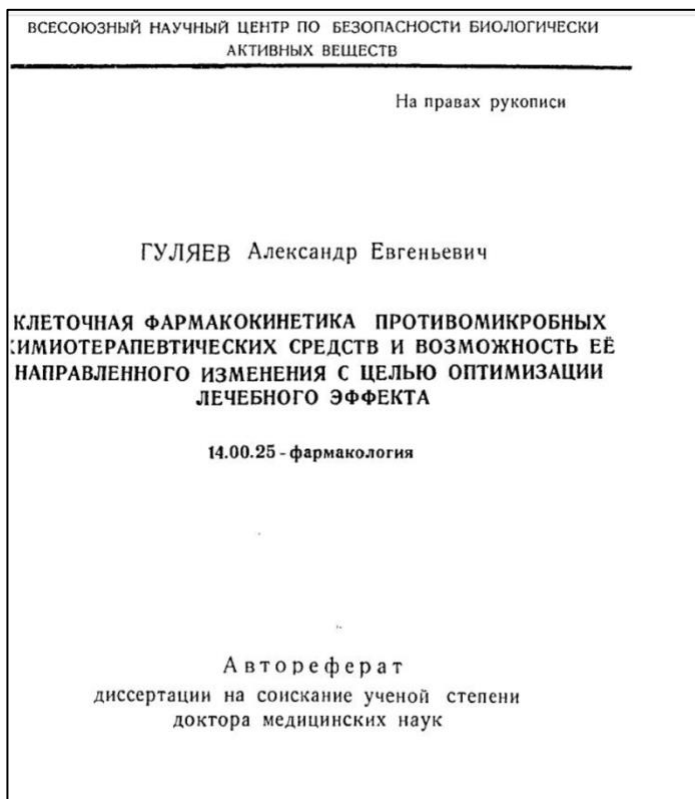 ВСЕСОЮЗНЫЙ НАУЧНЫЙ ЦЕНТР ПО БЕЗОПАСНОСТИ БИОЛОГИЧЕСКИ
АКТИВНЫХ ВЕЩЕСТВ
На правах рукописи
ГУЛЯЕВ Александр Евгеньевич
КЛЕТОЧНАЯ ФАРМАКОКИНЕТИКА ПРОТИВОМИКРОБНЫХ
ХИМИОТЕРАПЕВТИЧЕСКИХ СРЕДСТВ И ВОЗМОЖНОСТЬ ЕЁ
НАПРАВЛЕННОГО ИЗМЕНЕНИЯ С ЦЕЛЬЮ ОПТИМИЗАЦИИ
ЛЕЧЕБНОГО ЭФФЕКТА
14.00.25 - фармакология
Автореферат
диссертации на соискание ученой степени
доктора медицинских наук